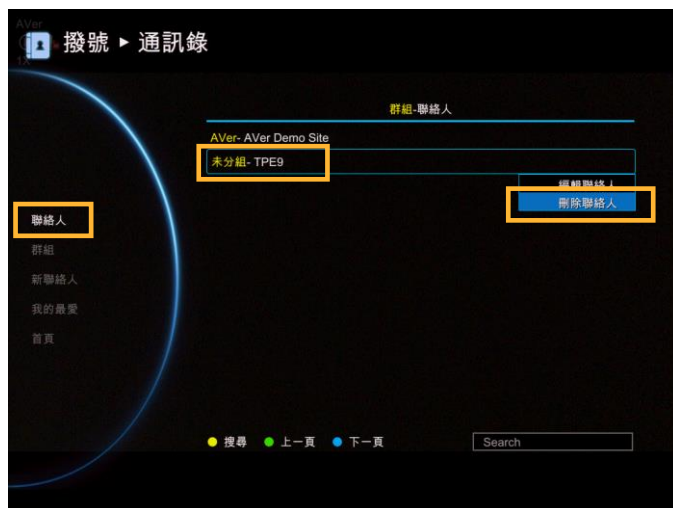 AVer
撥號 ► 通訊錄
1X
群組-聯絡人
AVer- AVer Demo Site
未分組- TPE9
編輯聯絡人
刪除聯絡人
聯絡人
群組
新聯絡人
我的最愛
首頁
搜尋 上一頁 下一頁 Search